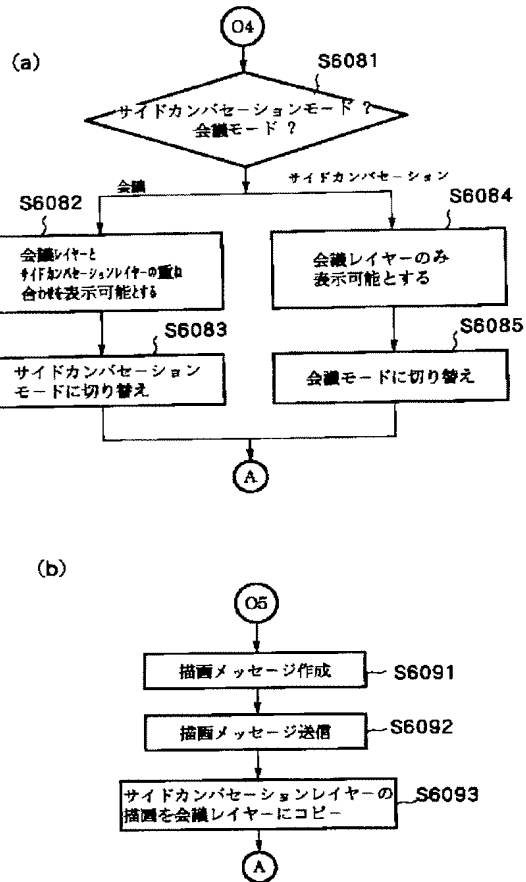 O4
(a)
S6081
サイドカンバセーションモード ?
会議モード ?
会議
サイドカンバセーション
S6082
S6084
会議レイヤーと
サイドカンバセーションレイヤーの重ね
合わせを表示可能とする
会議レイヤーのみ
表示可能とする
S6083
S6085
サイドカンバセーション
モードに切り替え
会議モードに切り替え
A
(b)
O5
描画メッセージ作成
S6091
描画メッセージ送信
S6092
サイドカンバセーションレイヤーの
描画を会議レイヤーにコピー
S6093
A